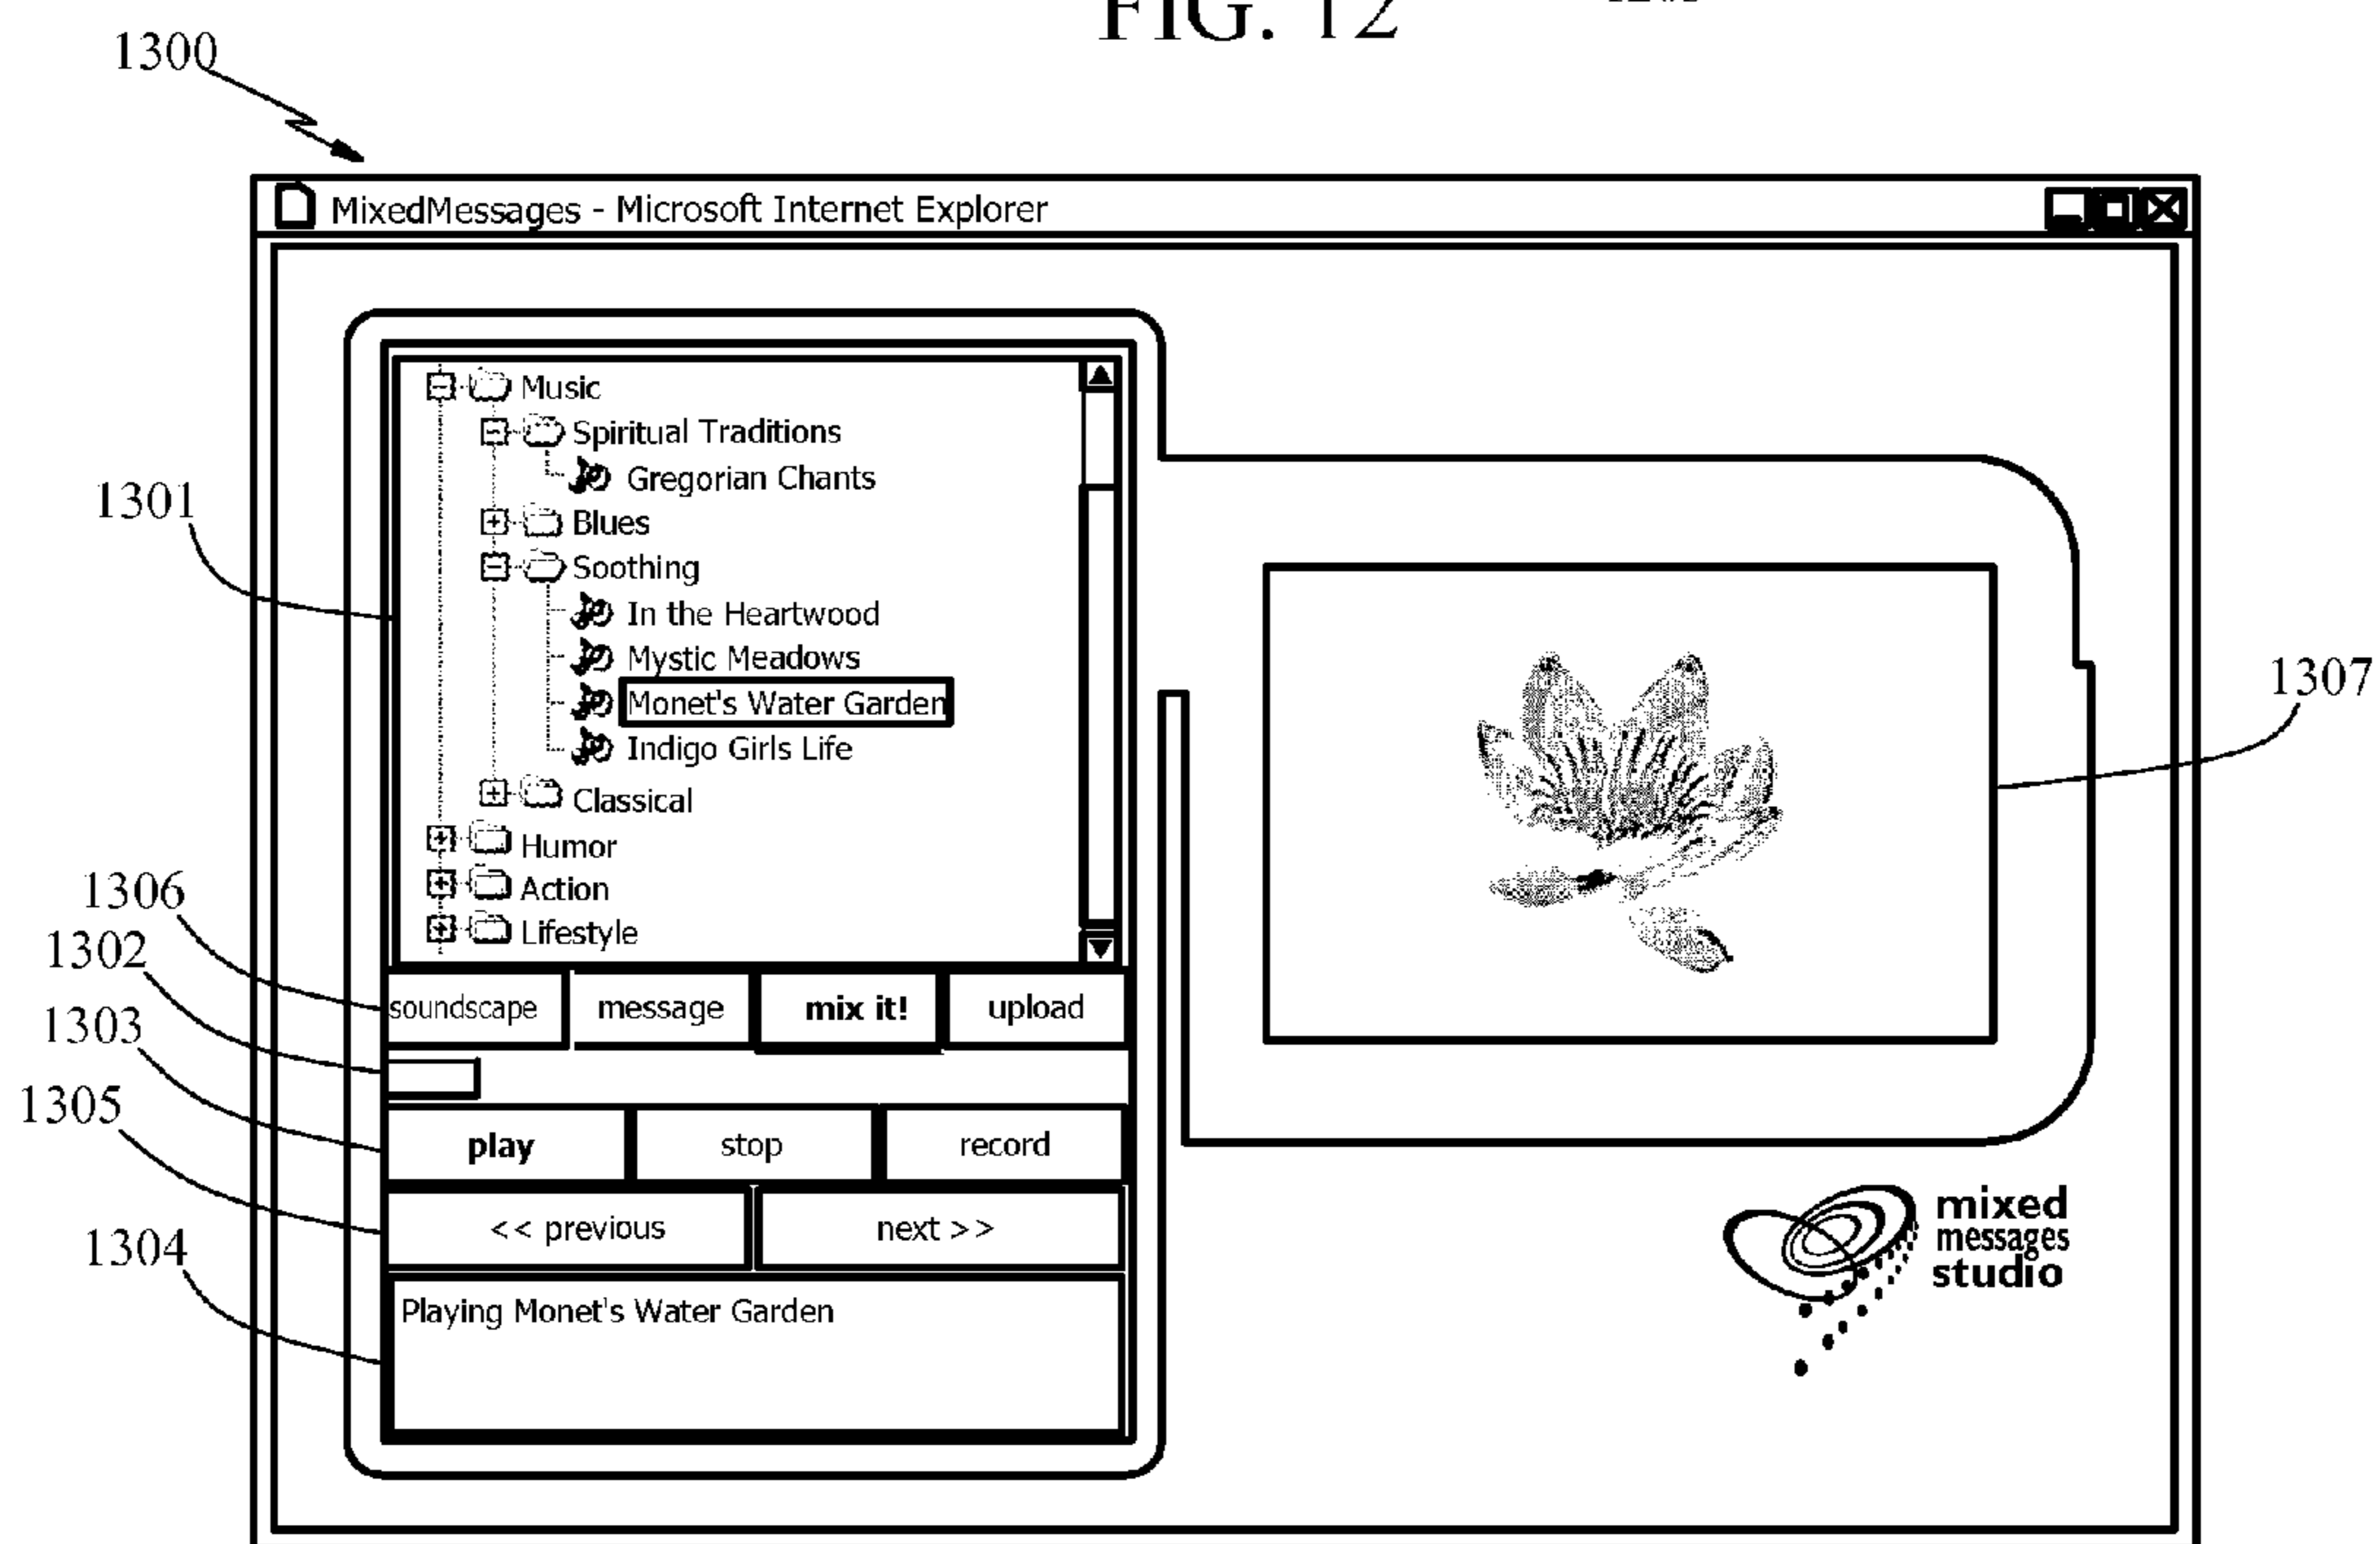 FIG. 12
1300
MixedMessages - Microsoft Internet Explorer
Music
Spiritual Traditions
Gregorian Chants
1301
Blues
Soothing
In the Heartwood
Mystic Meadows
Monet's Water Garden
1307
Indigo Girls Life
Classical
Humor
1306
Action
1302
Lifestyle
soundscape message mix it! upload
1303
1305
play stop record
<< previous next >>
1304
mixed
messages
studio
Playing Monet's Water Garden